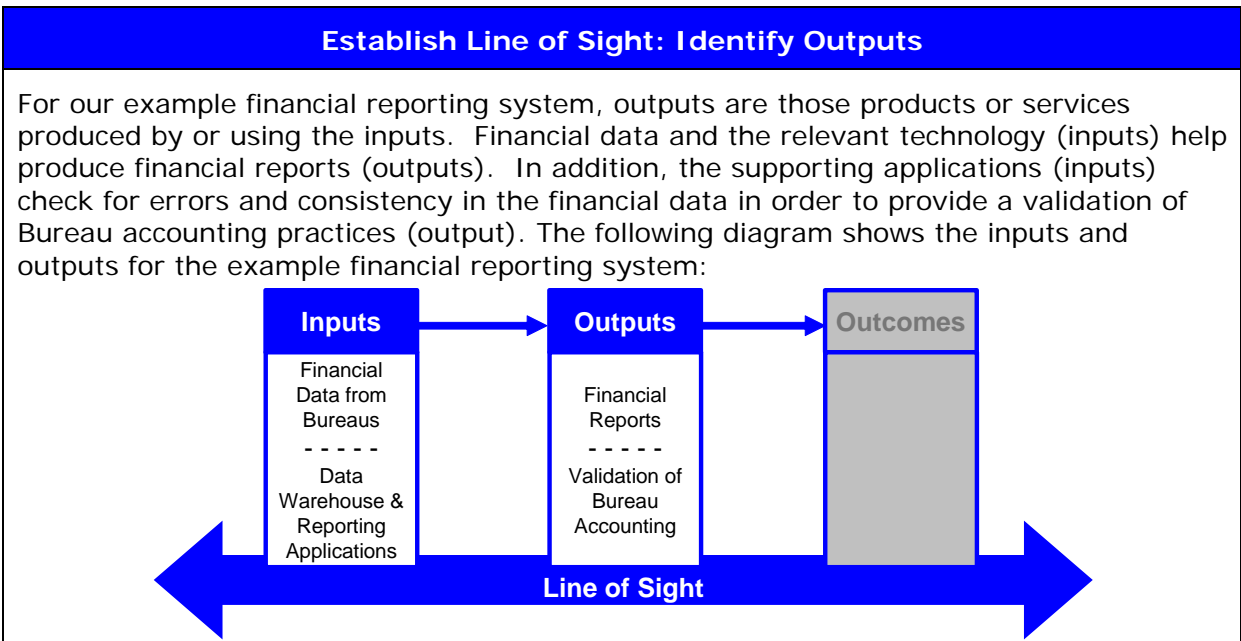 Establish Line of Sight: Identify Outputs
For our example financial reporting system, outputs are those products or services
produced by or using the inputs.  Financial data and the relevant technology (inputs) help
produce financial reports (outputs).  In addition, the supporting applications (inputs)
check for errors and consistency in the financial data in order to provide a validation of
Bureau accounting practices (output). The following diagram shows the inputs and
outputs for the example financial reporting system:
Inputs
Financial
Data from
Bureaus
- - - - -
Data
Warehouse &
Reporting
Applications
Outputs
Financial
Reports
- - - - -
Validation of
Bureau
Accounting
Outcomes
Line of Sight